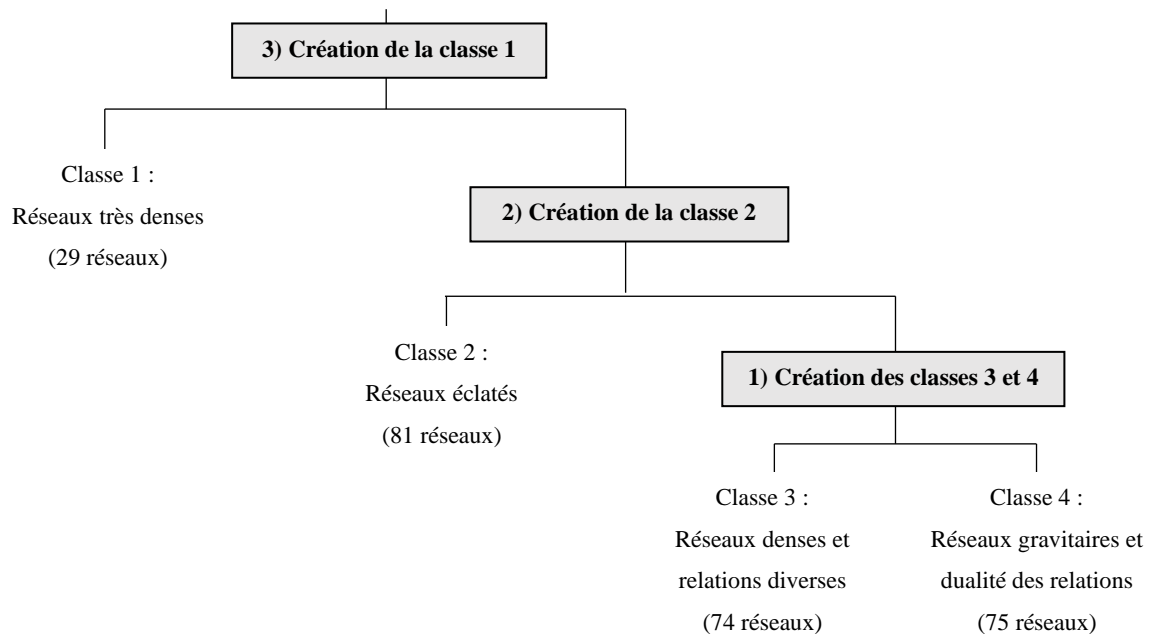 3) Création de la classe 1
Classe 1 :
Réseaux très denses
(29 réseaux)
2) Création de la classe 2
Classe 2 :
Réseaux éclatés
(81 réseaux)
1) Création des classes 3 et 4
Classe 3 :
Réseaux denses et
relations diverses
(74 réseaux)
Classe 4 :
Réseaux gravitaires et
dualité des relations
(75 réseaux)